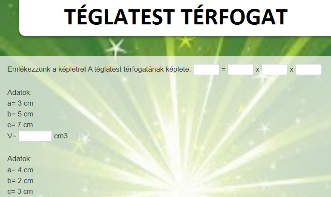 TÉGLATEST TÉRFOGAT
Emlékezzünk a képletre! A téglatest térfogatának képlete: = x x
Adatok:
a= 3 cm
b= 5 cm
c= 7 cm
V= cm3
Adatok:
a= 4 cm
b= 2 cm
c= 3 cm